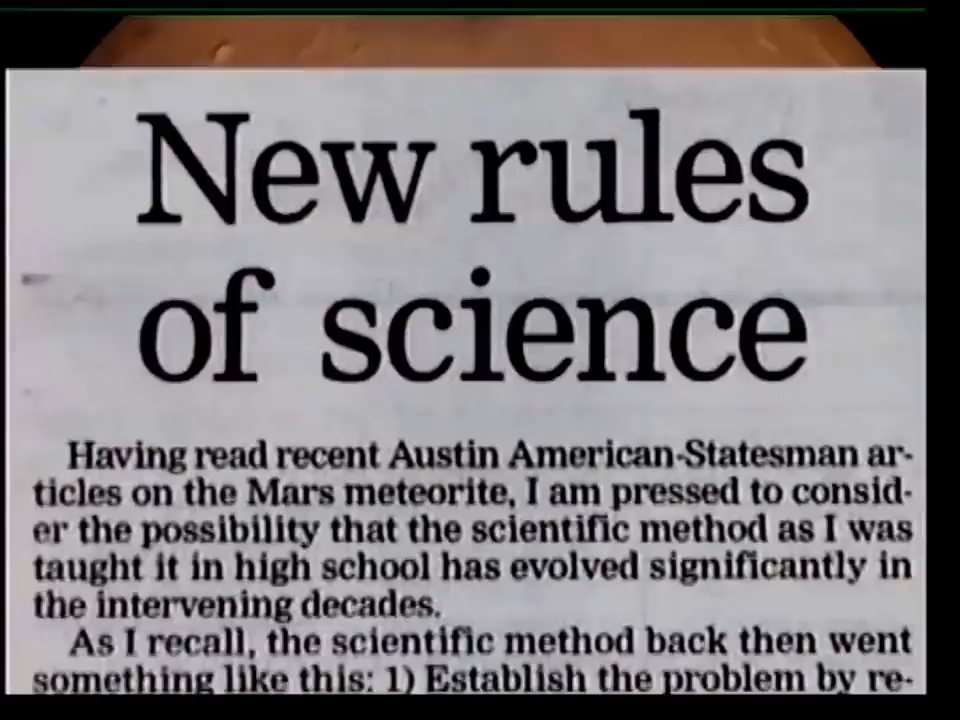 New rules
of science
Having read recent Austin American-Statesman ar-
ticles on the Mars meteorite, I am pressed to consid-
er the possibility that the scientific method as I was
taught it in high school has evolved significantly in
the intervening decades.
As I recall, the scientific method back then went
something like this: 1) Establish the problem by re-